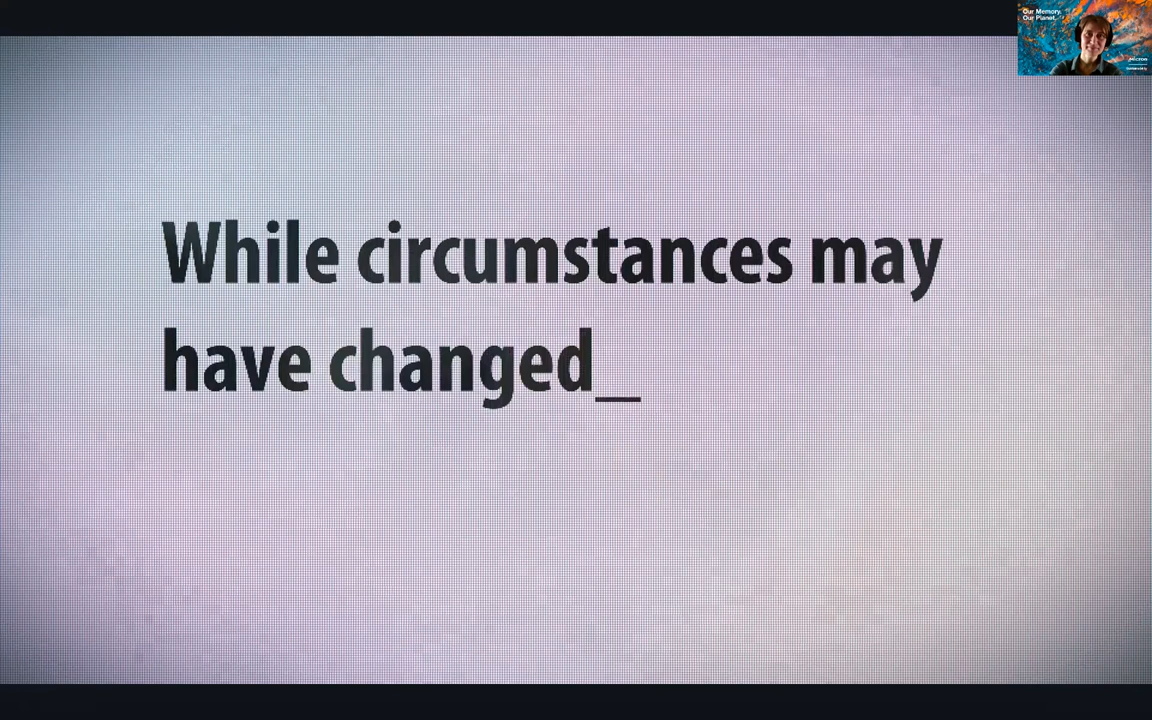 While circumstances may
have changed_
Our Memory.
Our Planet.